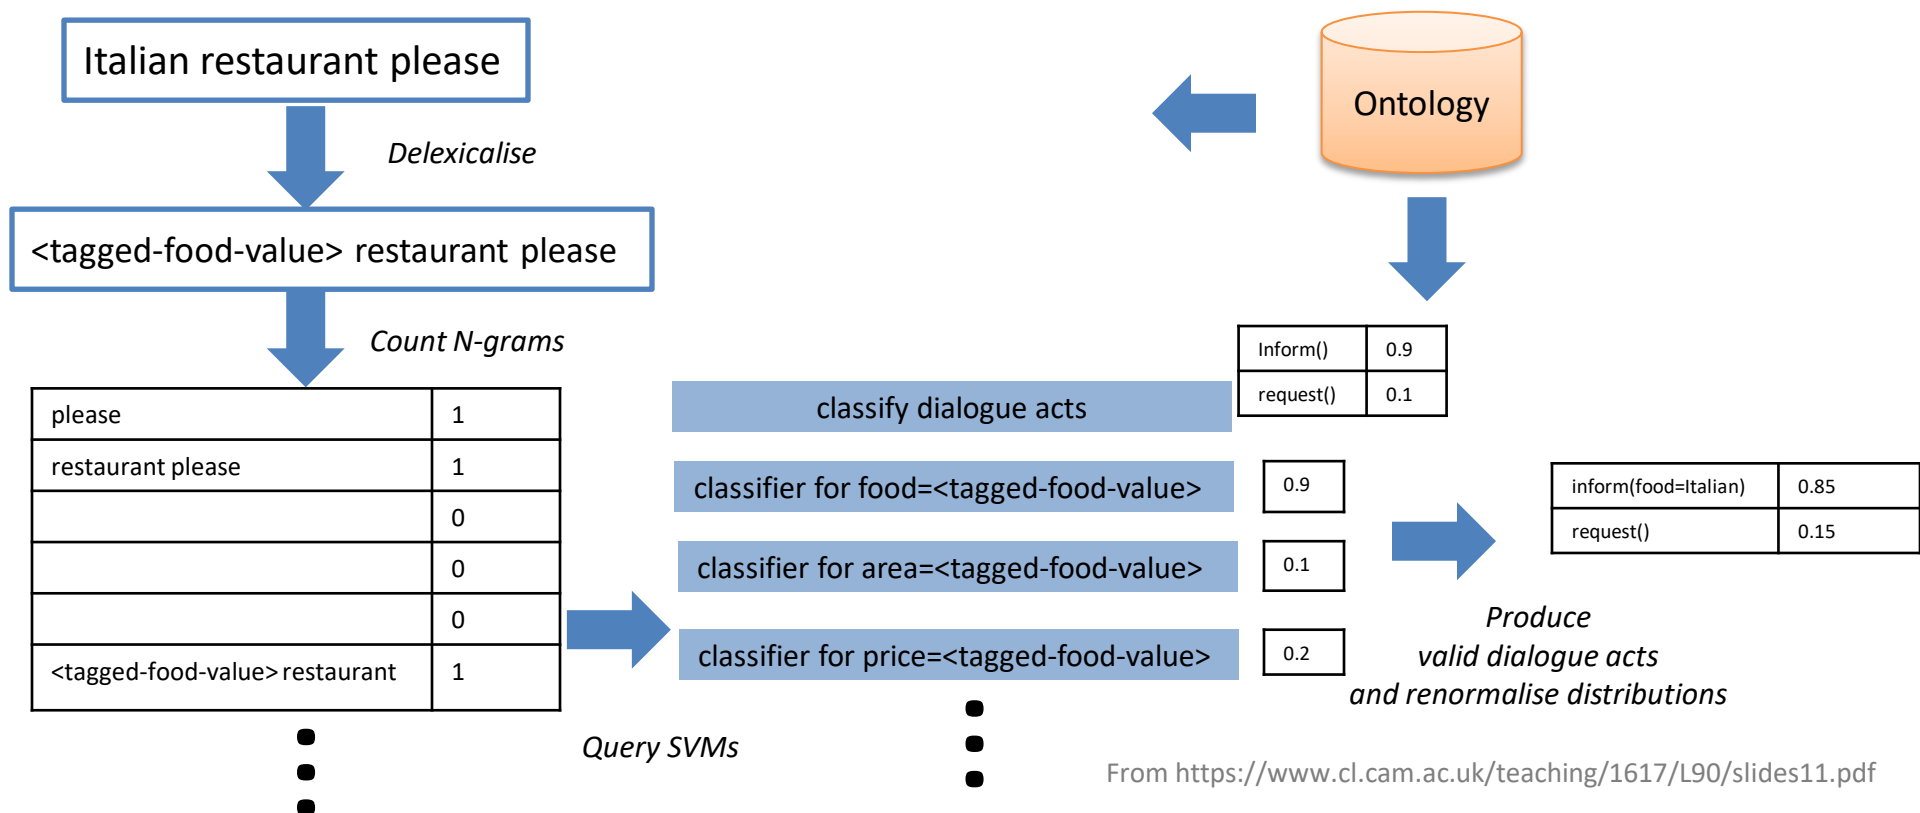 Italian restaurant please
Delexicalise
<tagged-food-value> restaurant please
Count N-grams
please 1
restaurant please 1
0
0
0
<tagged-food-value> restaurant 1
Query SVMs
Ontology
classify dialogue acts
Inform() 0.9
request() 0.1
classifier for food=<tagged-food-value> 0.9
classifier for area=<tagged-food-value> 0.1
classifier for price=<tagged-food-value> 0.2
inform(food=Italian) 0.85
request() 0.15
Produce
valid dialogue acts
and renormalise distributions
From https://www.cl.cam.ac.uk/teaching/1617/L90/slides11.pdf